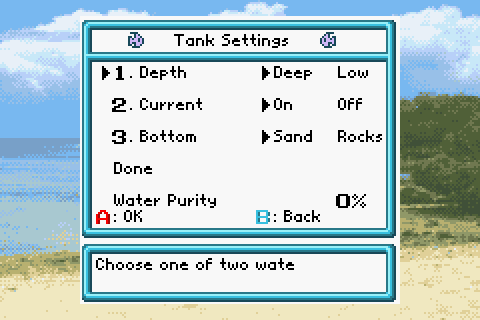 Tank Settings
1. Depth Deep Low
2. Current On Off
3. Bottom Sand Rocks
Done
Water Purity 0%
A: OK B: Back
Choose one of two wate